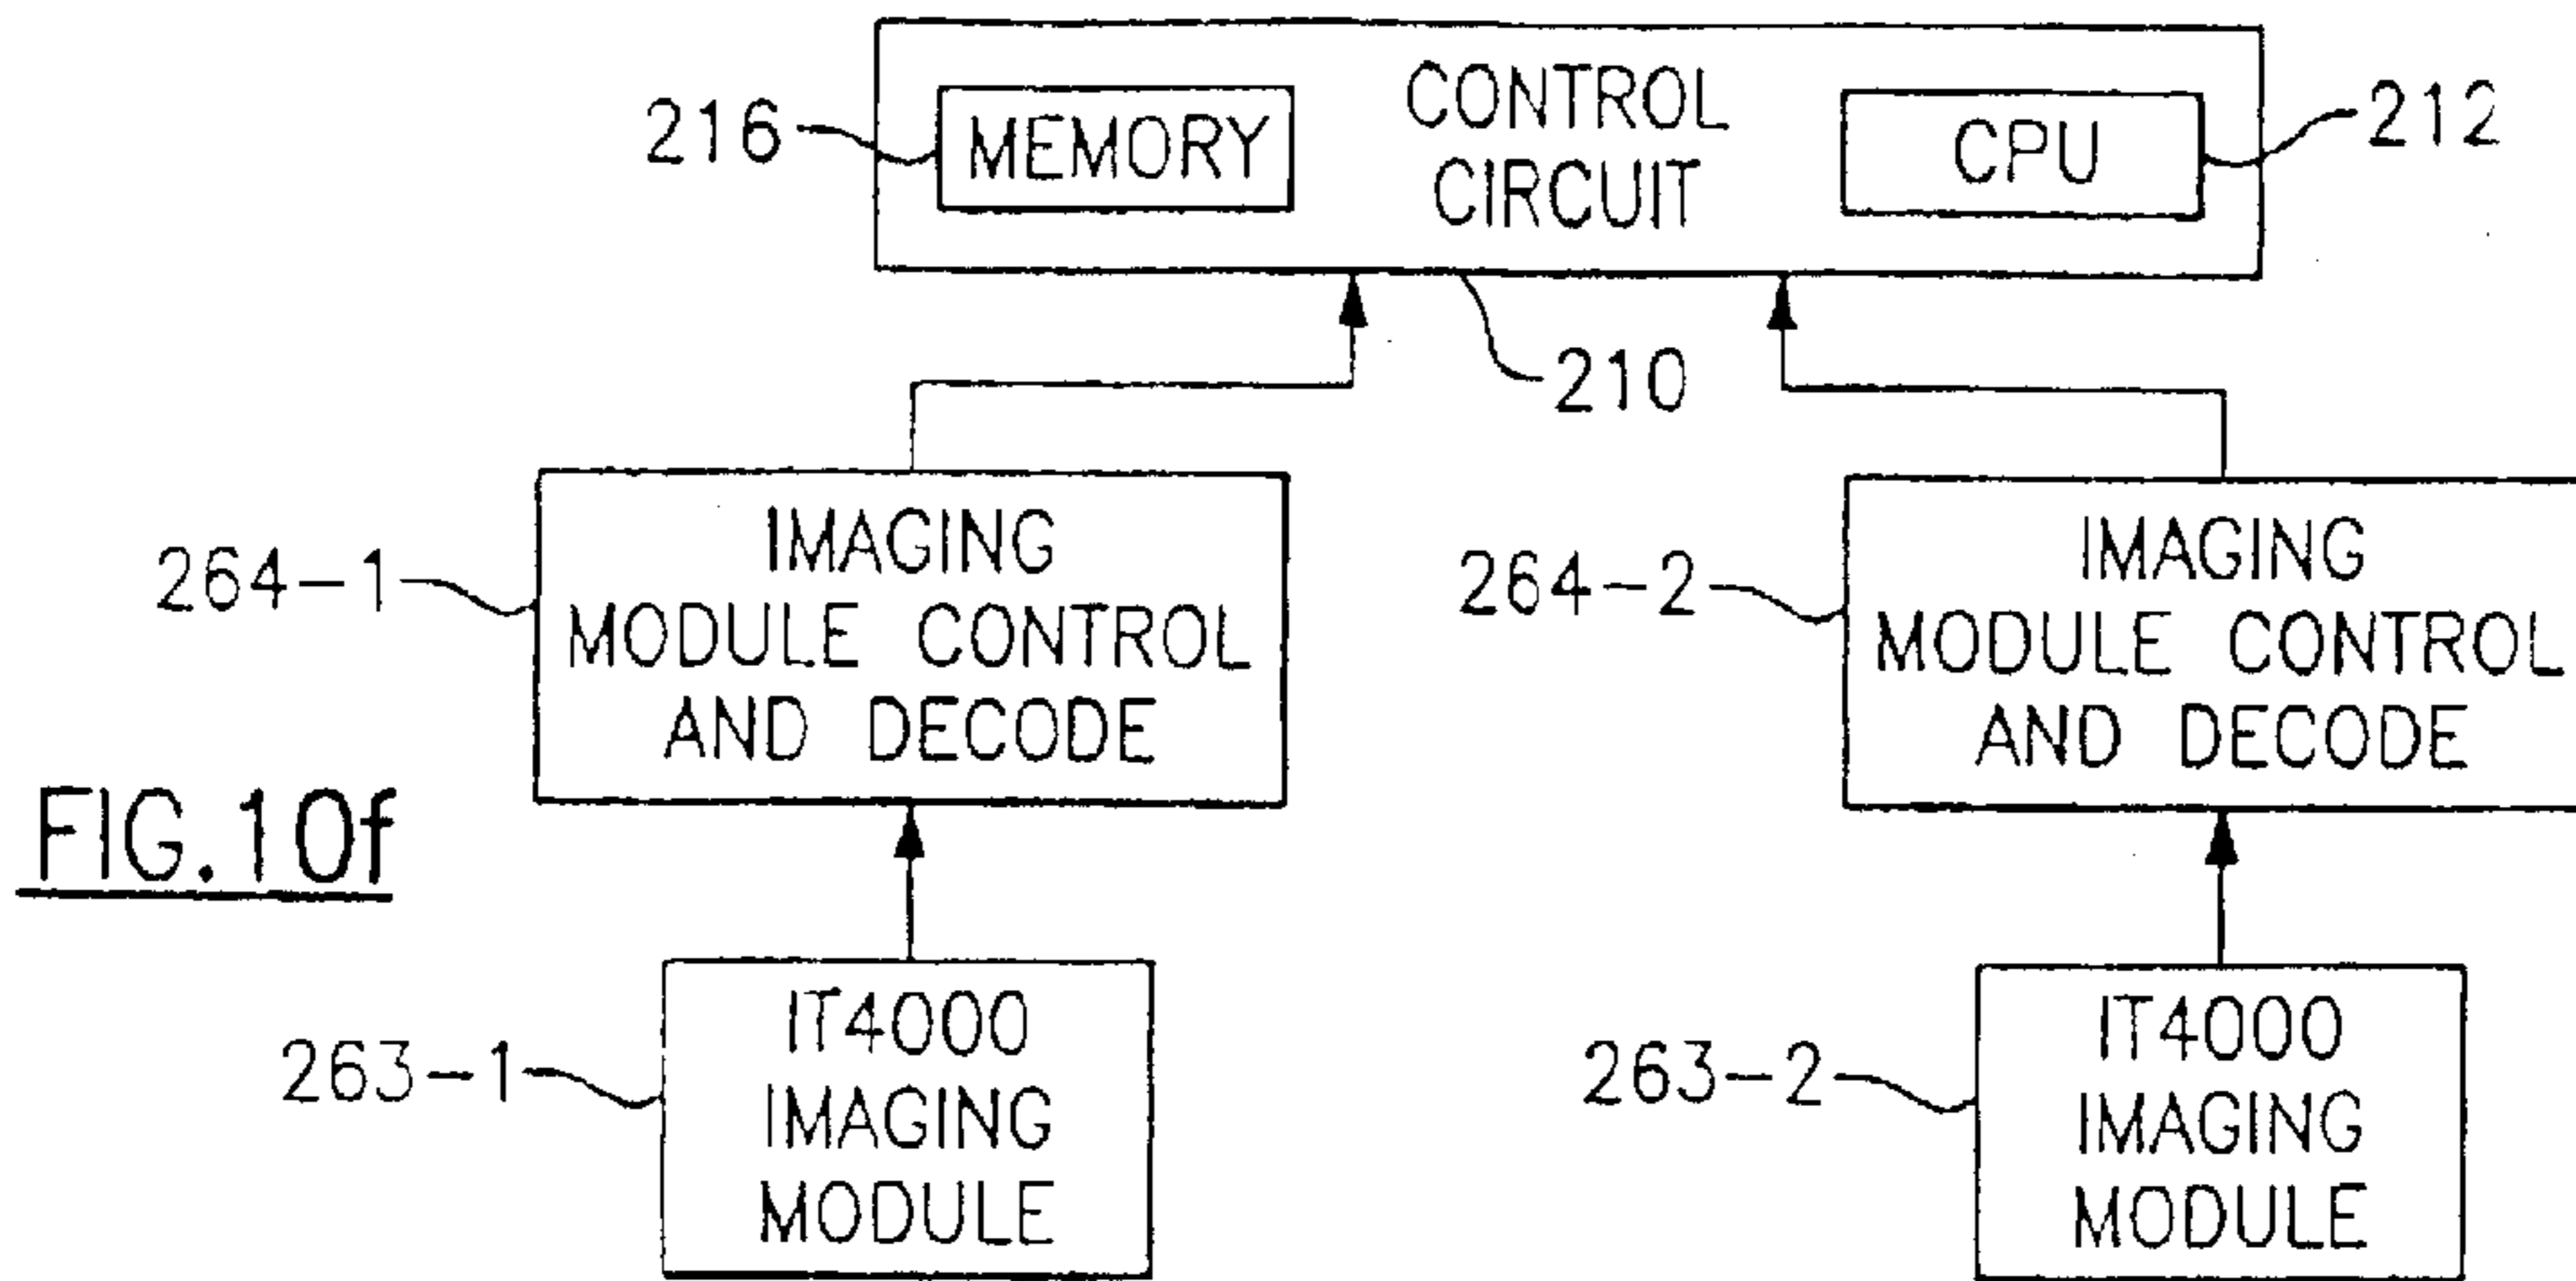 CONTROL
CIRCUIT
216
MEMORY
CPU
212
210
264-1
IMAGING
MODULE CONTROL
AND DECODE
264-2
IMAGING
MODULE CONTROL
AND DECODE
FIG.10f
263-1
IT4000
IMAGING
MODULE
263-2
IT4000
IMAGING
MODULE